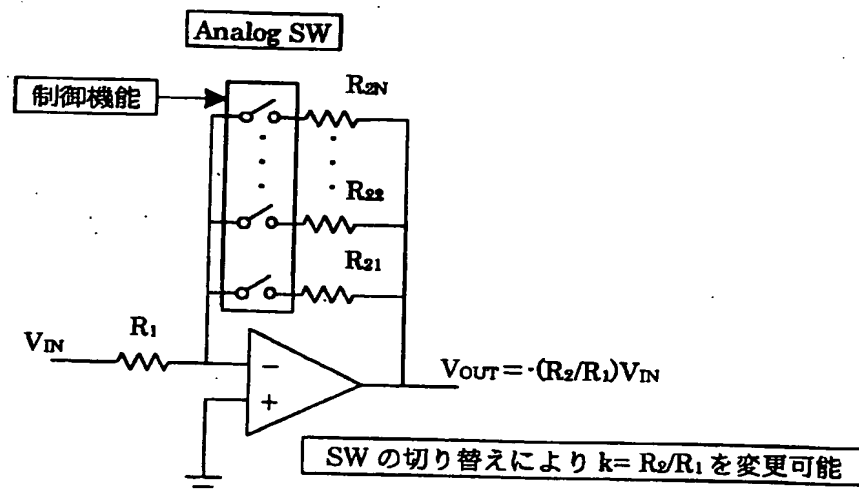 Analog SW
制御機能
R2N
R22
R21
R1
VIN
−
+
VOUT = -(R2/R1)VIN
SW の切り替えにより k= R2/R1 を変更可能